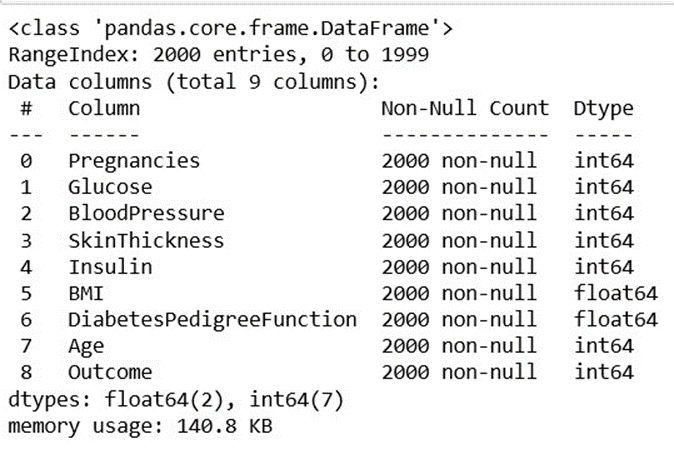 <class 'pandas.core.frame.DataFrame'>
RangeIndex: 2000 entries, 0 to 1999
Data columns (total 9 columns):
 #   Column                    Non-Null Count  Dtype
---  ------                    --------------  -----
 0   Pregnancies               2000 non-null   int64
 1   Glucose                   2000 non-null   int64
 2   BloodPressure             2000 non-null   int64
 3   SkinThickness             2000 non-null   int64
 4   Insulin                   2000 non-null   int64
 5   BMI                       2000 non-null   float64
 6   DiabetesPedigreeFunction  2000 non-null   float64
 7   Age                       2000 non-null   int64
 8   Outcome                   2000 non-null   int64
dtypes: float64(2), int64(7)
memory usage: 140.8 KB